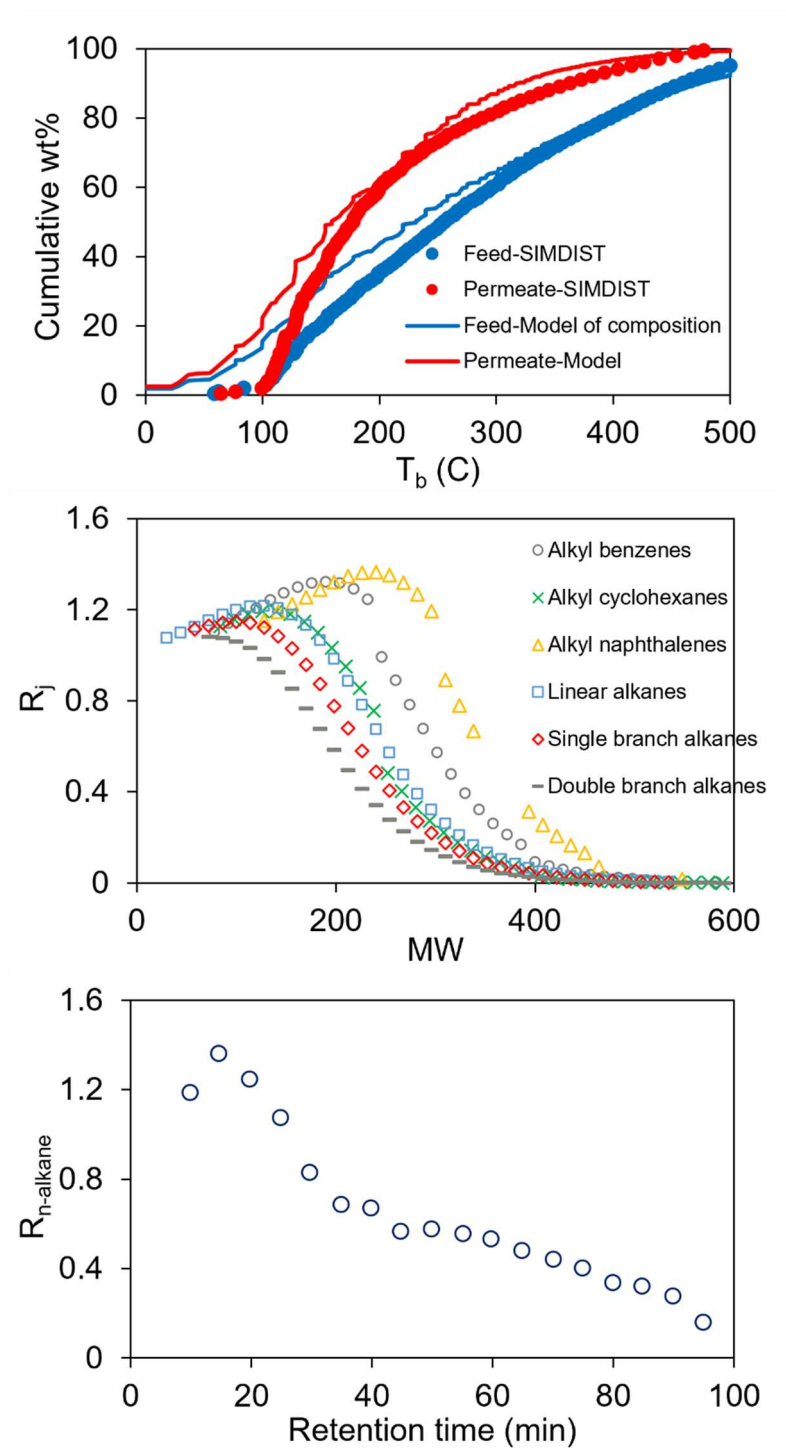 100
80
60
40
20
0
Cumulative wt%
Feed-SIMDIST
Permeate-SIMDIST
Feed-Model of composition
Permeate-Model
0 100 200 300 400 500
T_b (C)
1.6
1.2
0.8
0.4
0
R_j
Alkyl benzenes
Alkyl cyclohexanes
Alkyl naphthalenes
Linear alkanes
Single branch alkanes
Double branch alkanes
0 200 400 600
MW
1.6
1.2
0.8
0.4
0
R_n-alkane
0 20 40 60 80 100
Retention time (min)